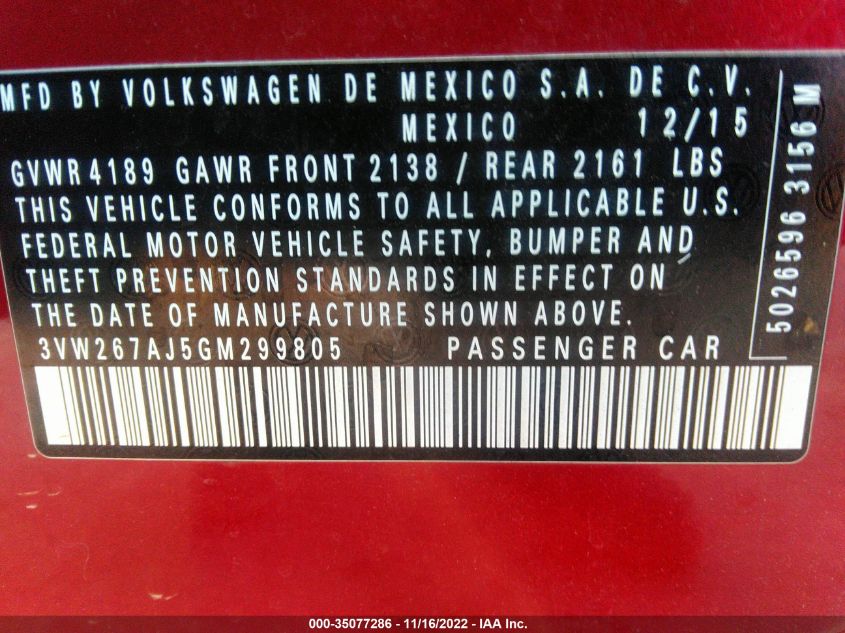 MFD BY VOLKSWAGEN DE MEXICO S.A. DE C.V.
MEXICO 12/15
GVWR 4189 GAWR FRONT 2138 / REAR 2161 LBS
THIS VEHICLE CONFORMS TO ALL APPLICABLE U.S.
FEDERAL MOTOR VEHICLE SAFETY, BUMPER AND
THEFT PREVENTION STANDARDS IN EFFECT ON
THE DATE OF MANUFACTURE SHOWN ABOVE.
3VW267AJ5GM299805 PASSENGER CAR
5026596 3156 M
000-35077286 - 11/16/2022 - IAA Inc.